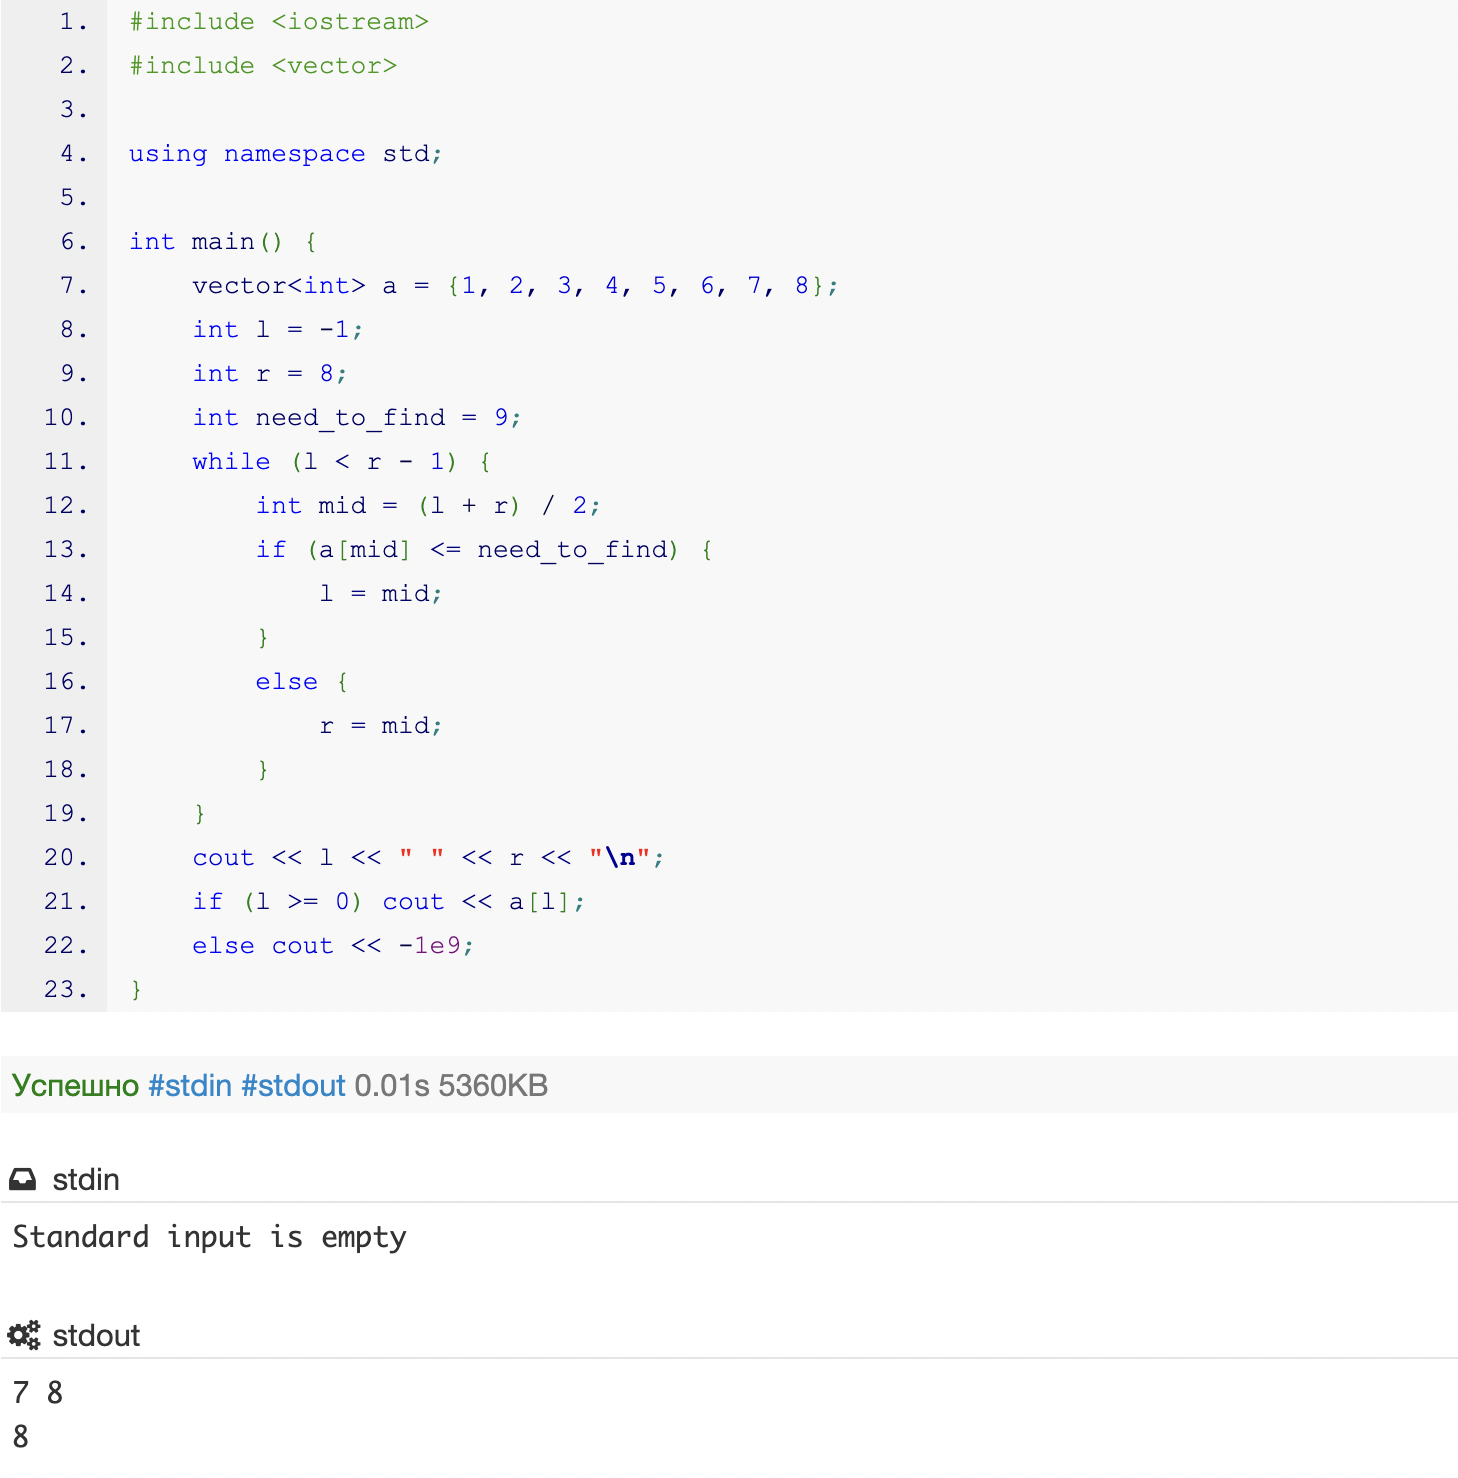 1. #include <iostream>
2. #include <vector>
3.
4. using namespace std;
5.
6. int main() {
7.     vector<int> a = {1, 2, 3, 4, 5, 6, 7, 8};
8.     int l = -1;
9.     int r = 8;
10.     int need_to_find = 9;
11.     while (l < r - 1) {
12.         int mid = (l + r) / 2;
13.         if (a[mid] <= need_to_find) {
14.             l = mid;
15.         }
16.         else {
17.             r = mid;
18.         }
19.     }
20.     cout << l << " " << r << "\n";
21.     if (l >= 0) cout << a[l];
22.     else cout << -1e9;
23. }
Успешно #stdin #stdout 0.01s 5360KB
stdin
Standard input is empty
stdout
7 8
8